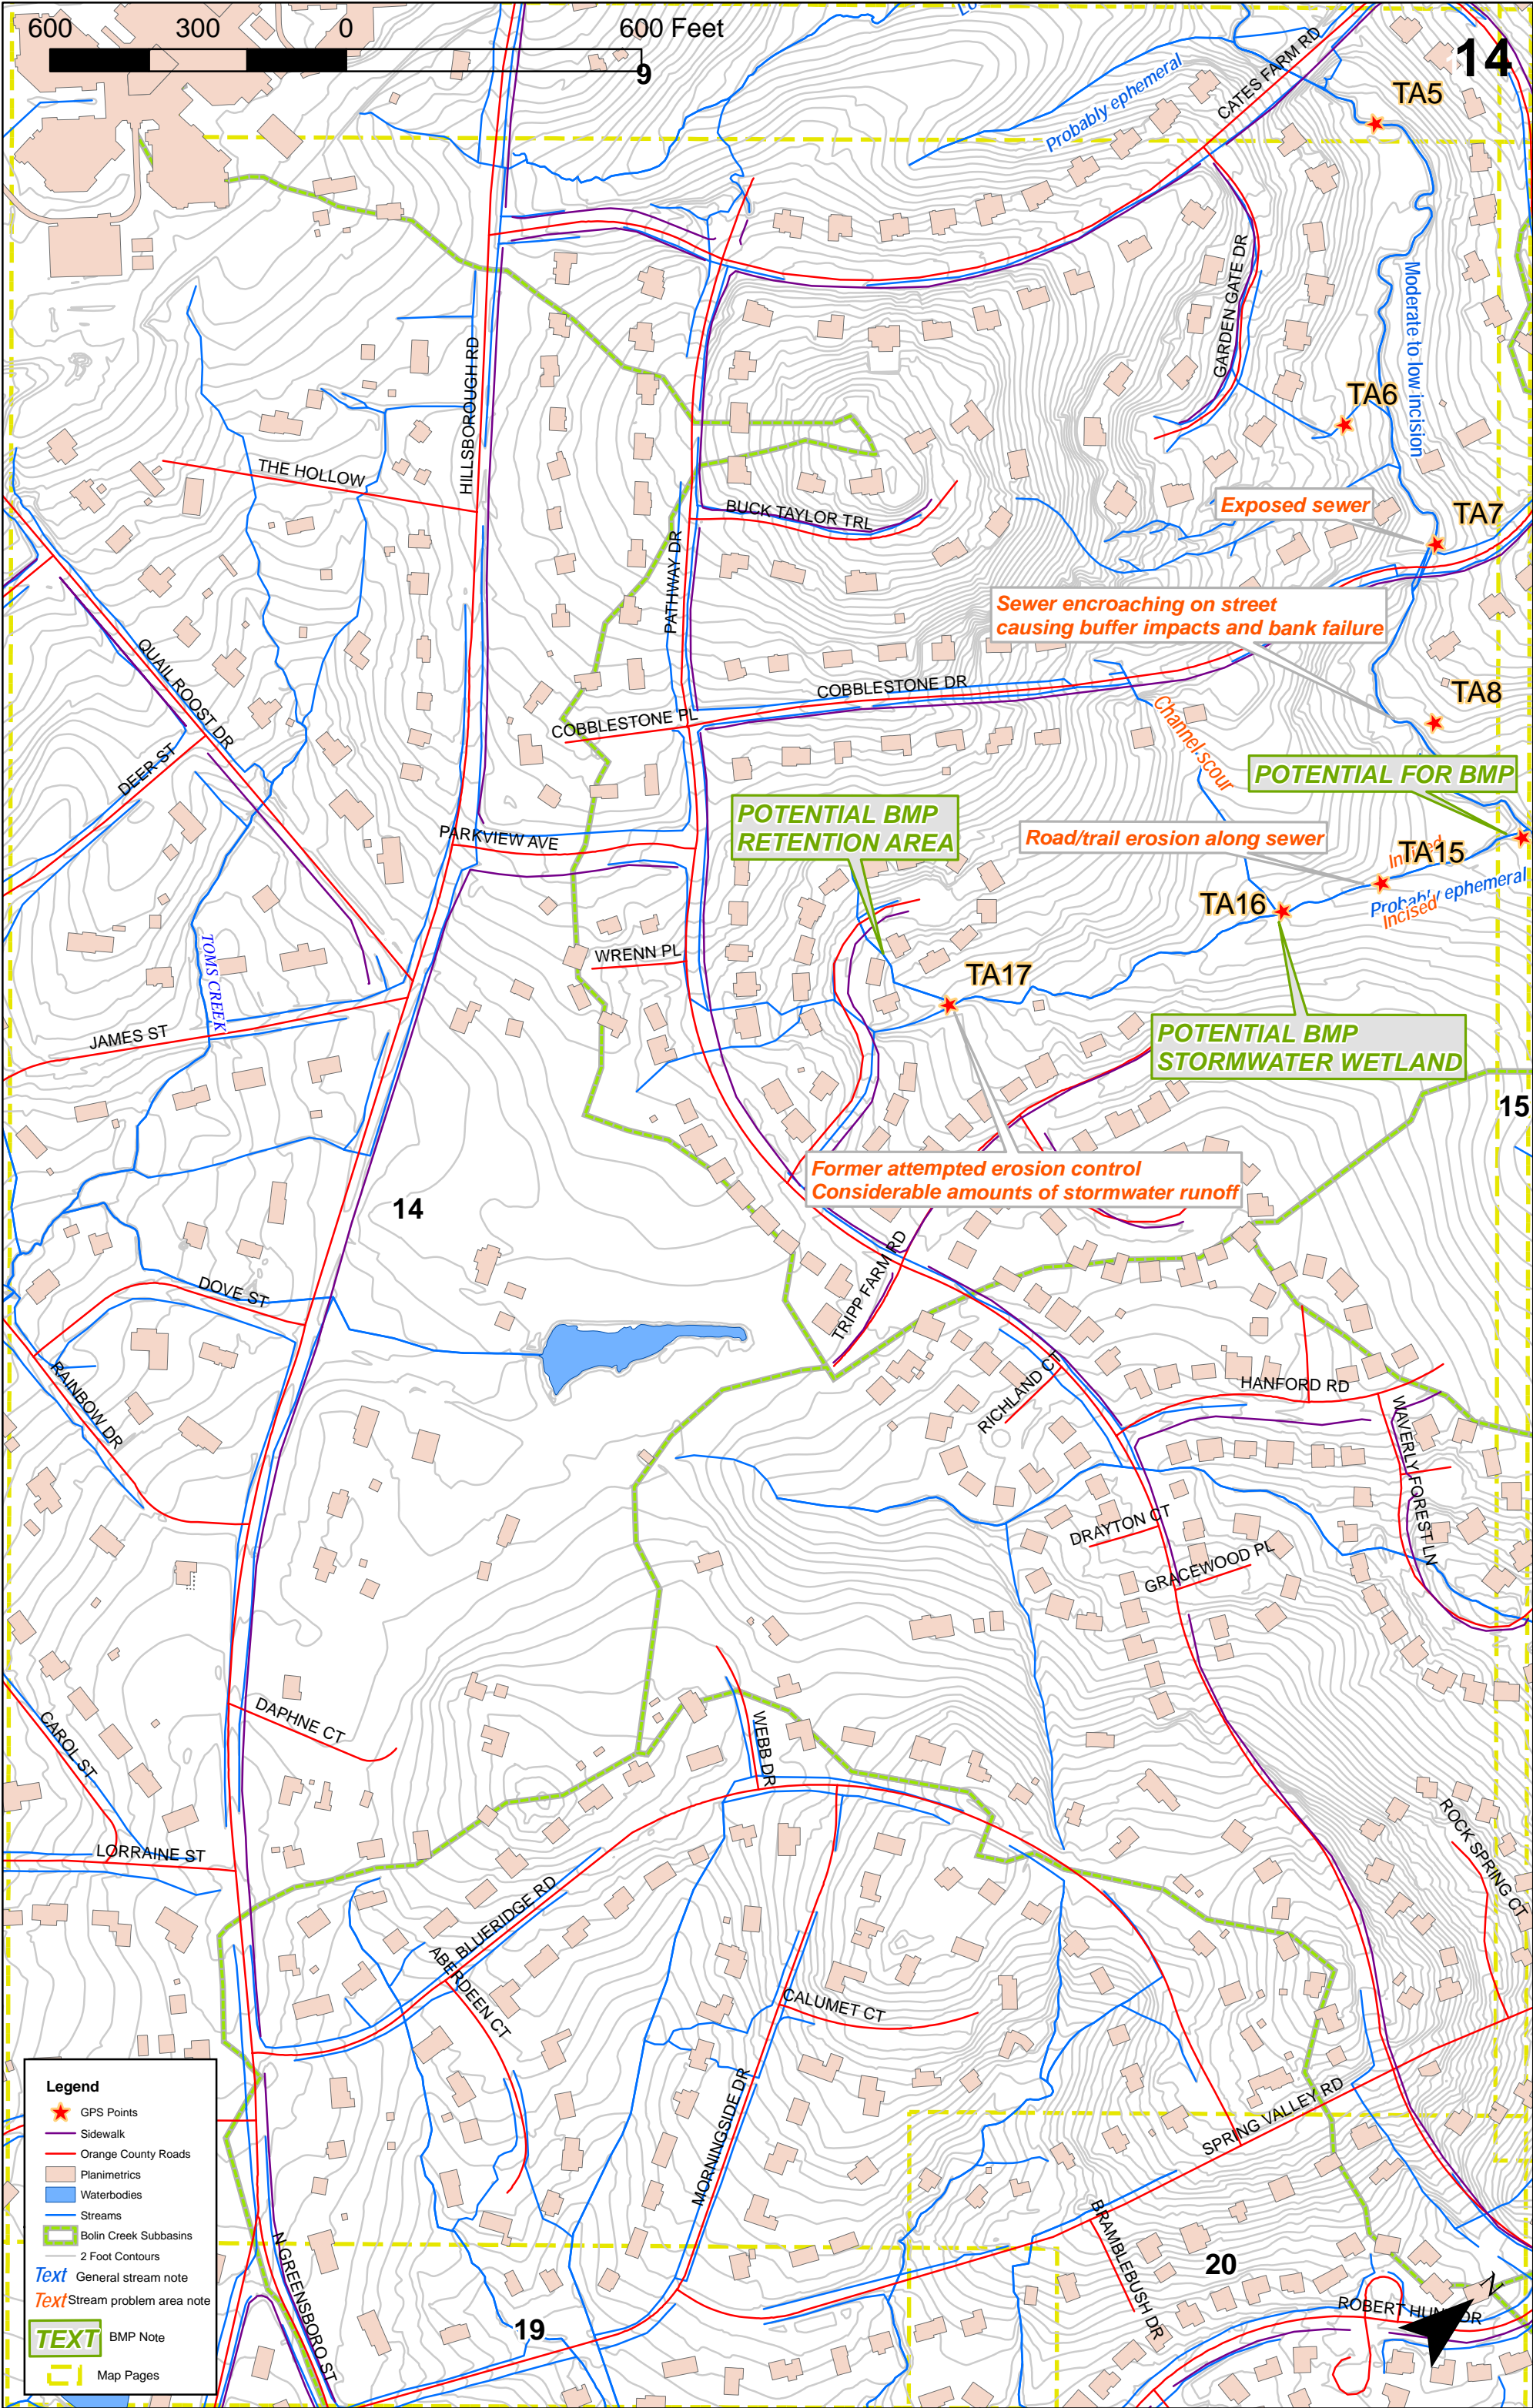 600
300
0
600 Feet
9
14
TA5
CATES FARM RD
Probably ephemeral
GARDEN GATE DR
Moderate to low incision
HILLSBOROUGH RD
TA6
THE HOLLOW
BUCK TAYLOR TRL
Exposed sewer
TA7
PATHWAY DR
Sewer encroaching on street
causing buffer impacts and bank failure
QUAIL ROOST DR
COBBLESTONE DR
TA8
COBBLESTONE PL
Channel scour
DEER ST
POTENTIAL FOR BMP
POTENTIAL BMP
RETENTION AREA
PARKVIEW AVE
Road/trail erosion along sewer
Incised
TA15
Probably ephemeral
Incised
TA16
TOMS CREEK
WRENN PL
TA17
JAMES ST
POTENTIAL BMP
STORMWATER WETLAND
15
Former attempted erosion control
Considerable amounts of stormwater runoff
14
TRIPP FARM RD
DOVE ST
RAINBOW DR
RICHLAND CT
HANFORD RD
WAVERLY FOREST LN
DRAYTON CT
GRACEWOOD PL
DAPHNE CT
CAROL ST
WEBB DR
ROCK SPRING CT
LORRAINE ST
BLUERIDGE RD
ABERDEEN CT
CALUMET CT
MORNINGSIDE DR
SPRING VALLEY RD
BRAMBLEBUSH DR
20
N
ROBERT HUNT DR
19
N GREENSBORO ST
Legend
GPS Points
Sidewalk
Orange County Roads
Planimetrics
Waterbodies
Streams
Bolin Creek Subbasins
2 Foot Contours
Text General stream note
Text Stream problem area note
TEXT BMP Note
Map Pages